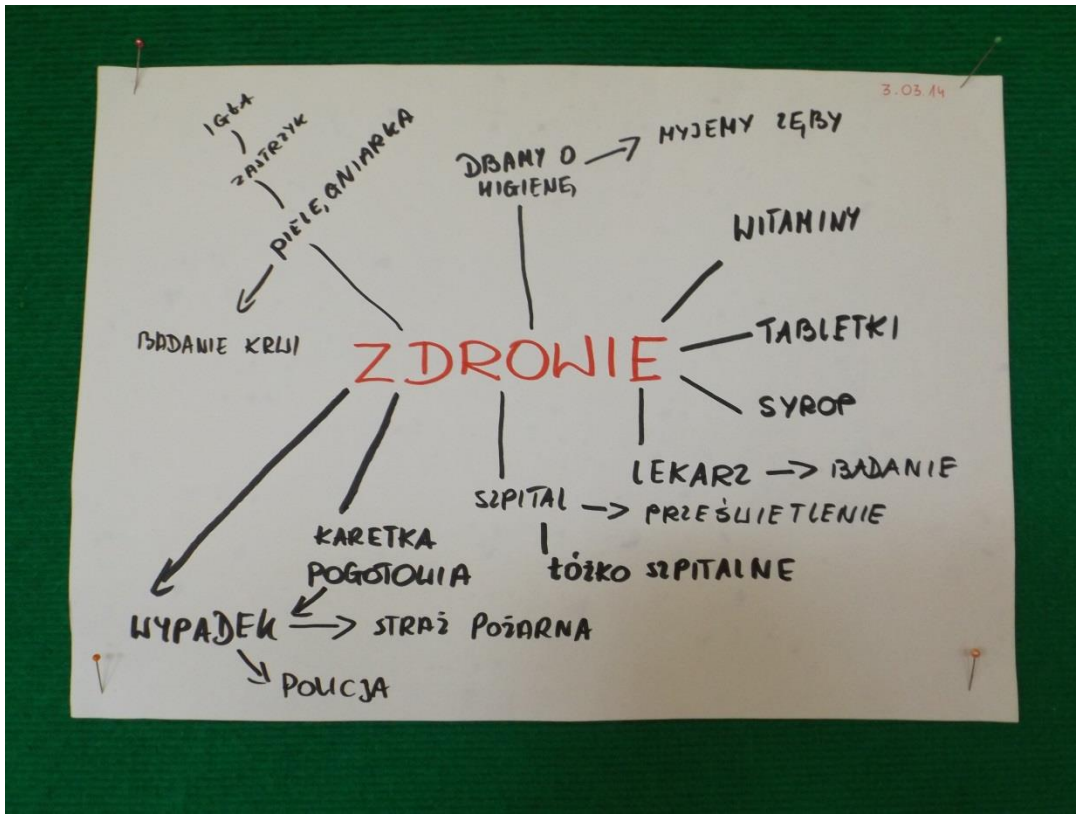 3.03.14
IGŁA
ZASTRZYK
PIELĘGNIARKA
BADANIE KRWI
DBAMY O
HIGIENĘ
MYJEMY ZĘBY
WITAMINY
TABLETKI
SYROP
ZDROWIE
LEKARZ → BADANIE
SZPITAL → PRZEŚWIETLENIE
ŁÓŻKO SZPITALNE
KARETKA
POGOTOWIA
WYPADEK → STRAŻ POŻARNA
POLICJA